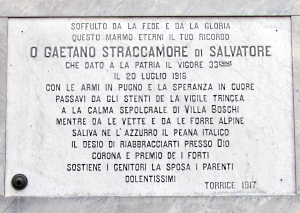 SOFFULTO DA LA FEDE E DA LA GLORIA
QUESTO MARMO ETERNI IL TUO RICORDO
O GAETANO STRACCAMORE DI SALVATORE
CHE DATO A LA PATRIA IL VIGORE 33ENNE
IL 20 LUGLIO 1916
CON LE ARMI IN PUGNO E LA SPERANZA IN CUORE
PASSAVI DA GLI STENTI DE LA VIGILE TRINCEA
A LA CALMA SEPOLCRALE DI VILLA BOSCHI
MENTRE DA LE VETTE E DA LE FORRE ALPINE
SALIVA NE L'AZZURRO IL PEANA ITALICO
IL DESIO DI RIABBRACCIARTI PRESSO DIO
CORONA E PREMIO DE I FORTI
SOSTIENE I GENITORI LA SPOSA I PARENTI
DOLENTISSIMI
TORRICE 1917